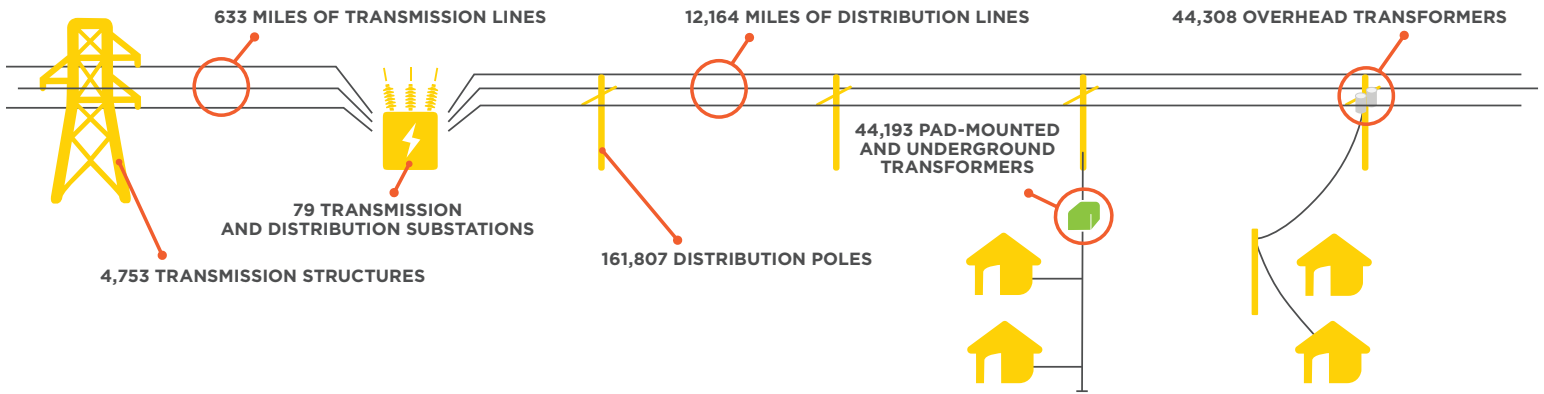 633 MILES OF TRANSMISSION LINES
12,164 MILES OF DISTRIBUTION LINES
44,308 OVERHEAD TRANSFORMERS
44,193 PAD-MOUNTED
AND UNDERGROUND
TRANSFORMERS
79 TRANSMISSION
AND DISTRIBUTION SUBSTATIONS
161,807 DISTRIBUTION POLES
4,753 TRANSMISSION STRUCTURES